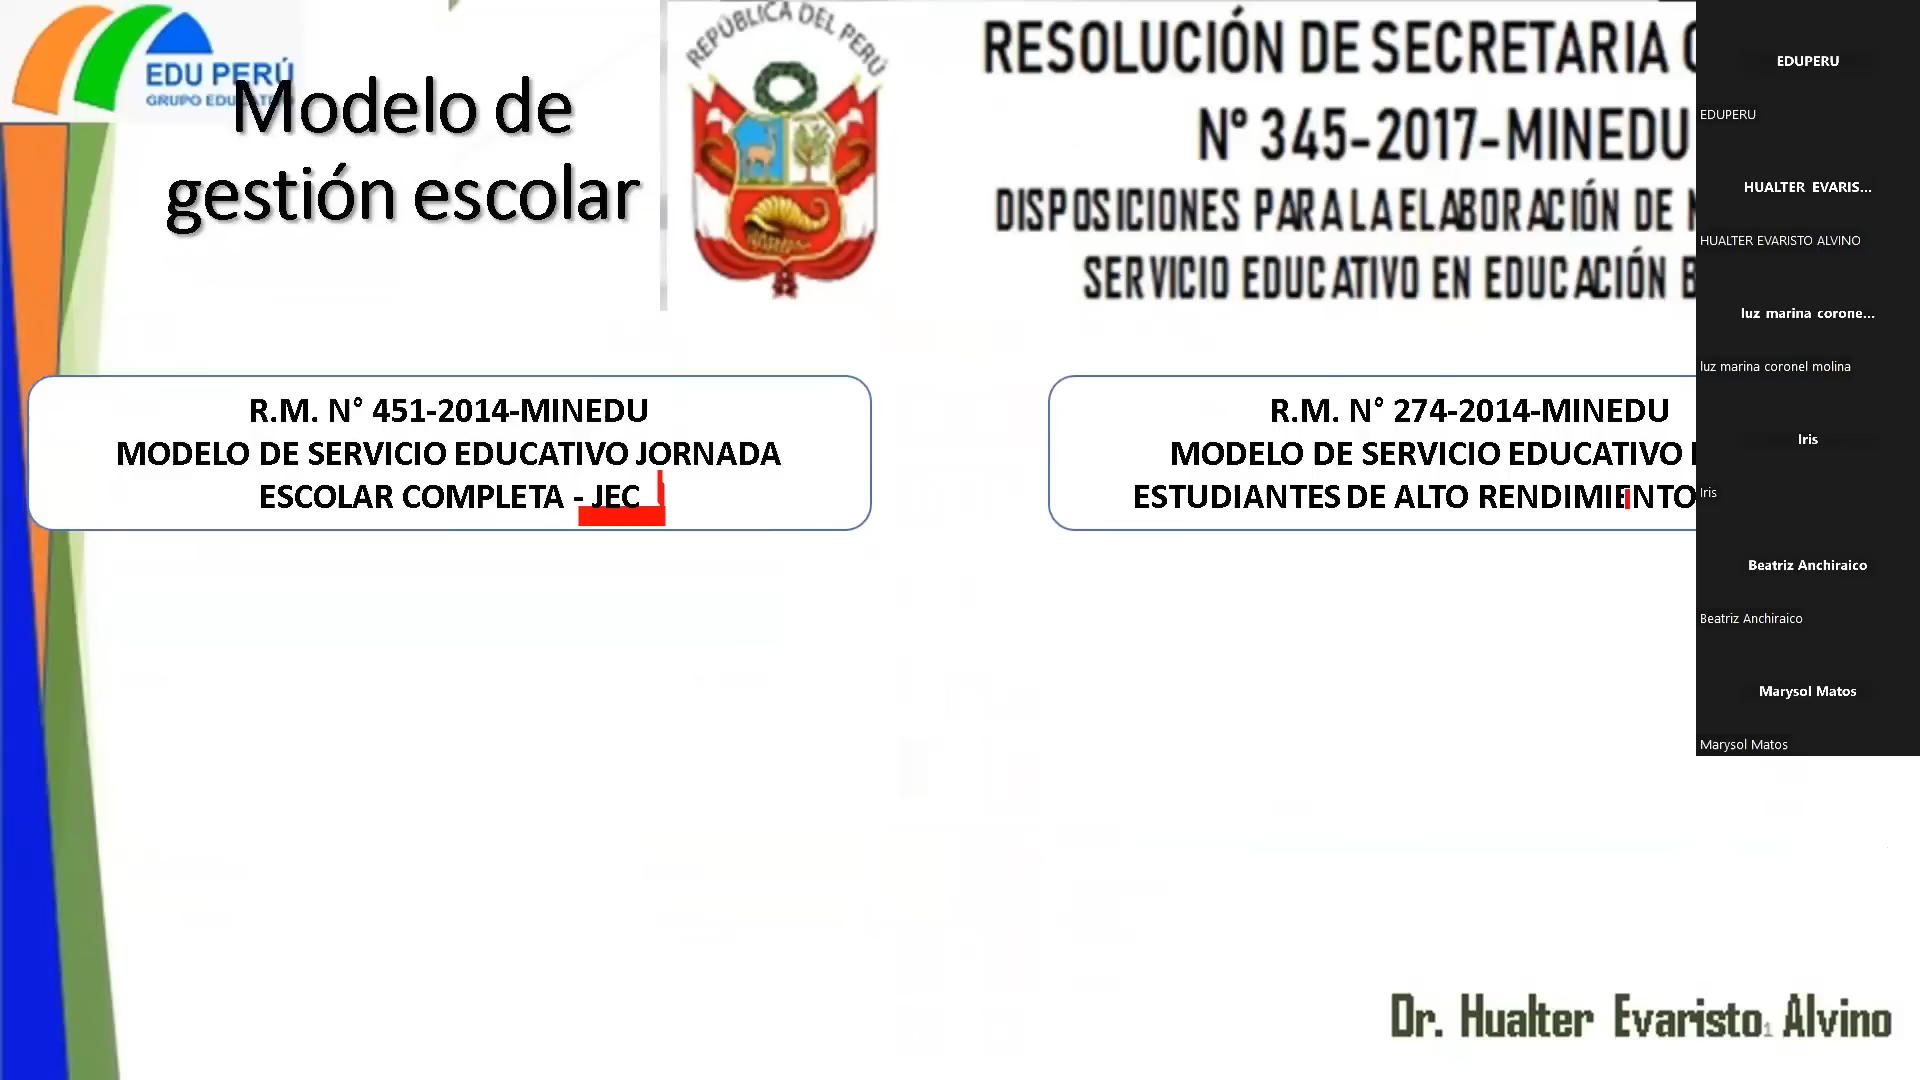 EDU PERÚ
GRUPO EDUCATI
Modelo de
gestión escolar
REPÚBLICA DEL PERÚ
RESOLUCIÓN DE SECRETARIA
N° 345-2017-MINEDU
DISPOSICIONES PARA LA ELABORACIÓN DE
SERVICIO EDUCATIVO EN EDUCACIÓN B
R.M. N° 451-2014-MINEDU
MODELO DE SERVICIO EDUCATIVO JORNADA
ESCOLAR COMPLETA - JEC
R.M. N° 274-2014-MINEDU
MODELO DE SERVICIO EDUCATIVO
ESTUDIANTES DE ALTO RENDIMIENTO
EDUPERU
EDUPERU
HUALTER EVARIS...
HUALTER EVARISTO ALVINO
luz marina corone...
luz marina coronel molina
Iris
Iris
Beatriz Anchiraico
Beatriz Anchiraico
Marysol Matos
Marysol Matos
Dr. Hualter Evaristo Alvino
1